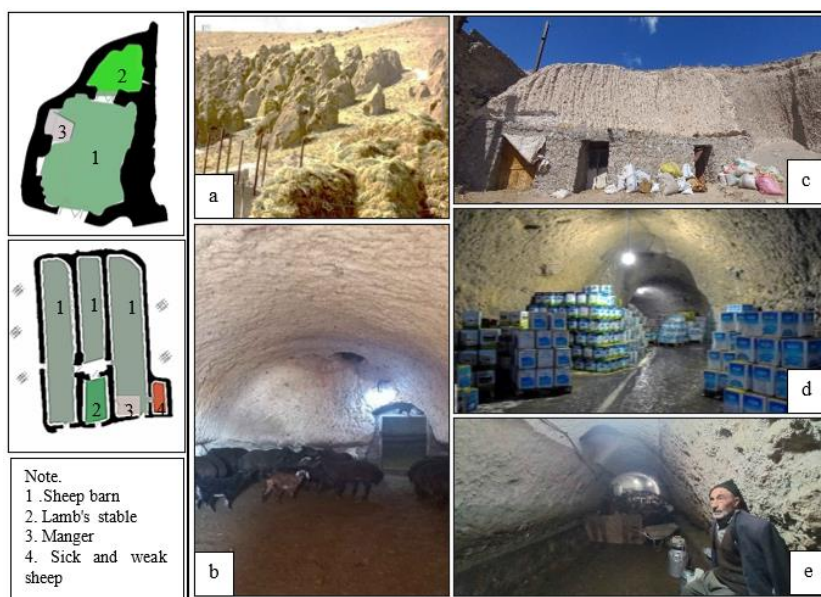 2
3
1
1
1
1
2
3
4
Note.
1 .Sheep barn
2. Lamb's stable
3. Manger
4. Sick and weak
sheep
a
b
c
d
e